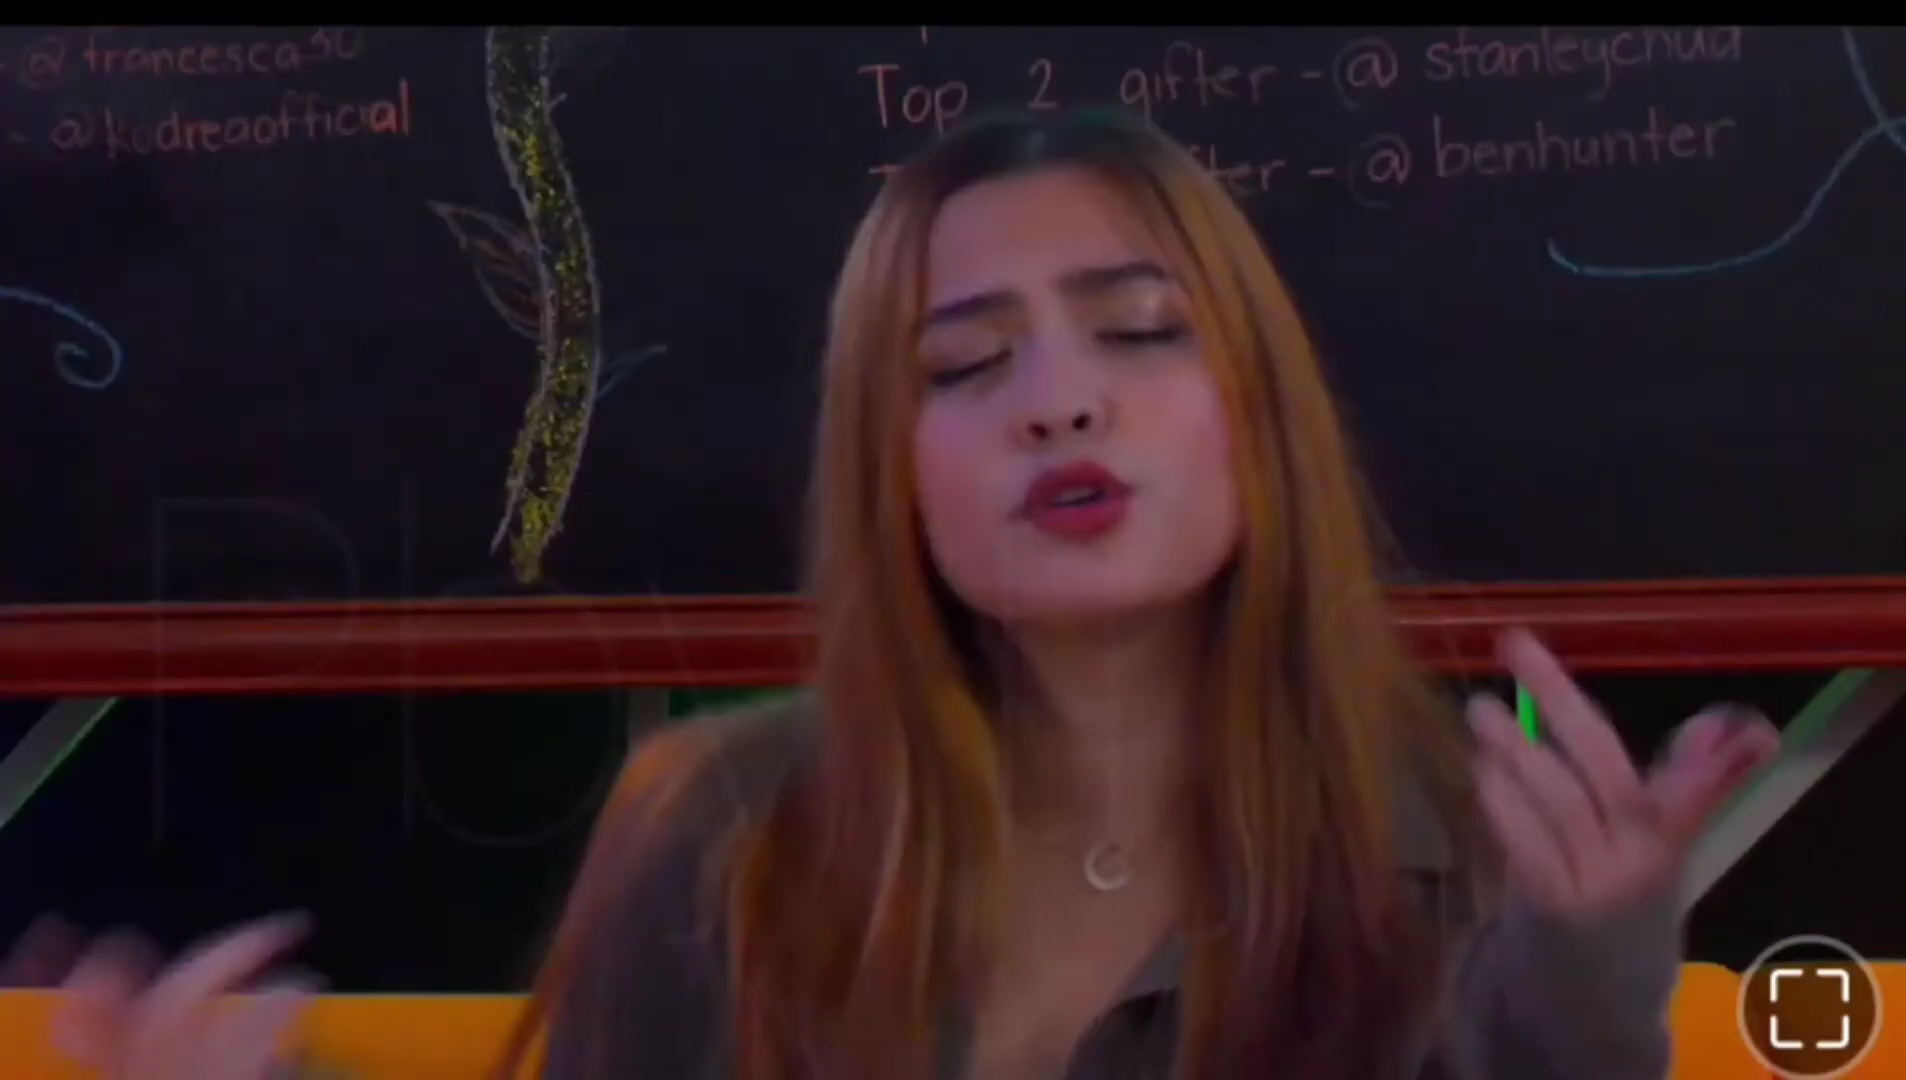 - @francesca30
- @kodreaofficial
Top 2 gifter - @ stanleychua
- @ benhunter